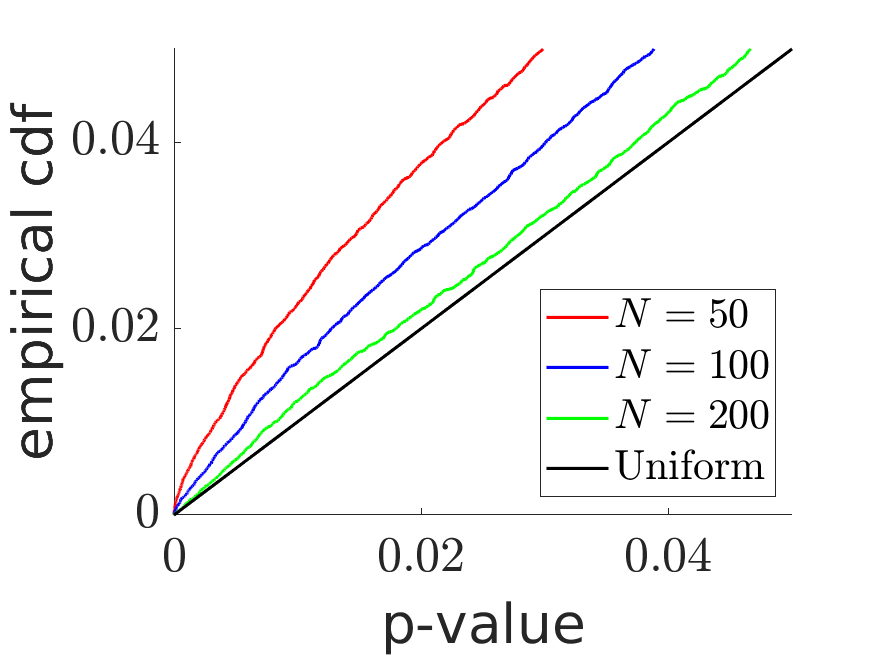 empirical cdf
0.04
0.02
0
0 0.02 0.04
p-value
N = 50
N = 100
N = 200
Uniform